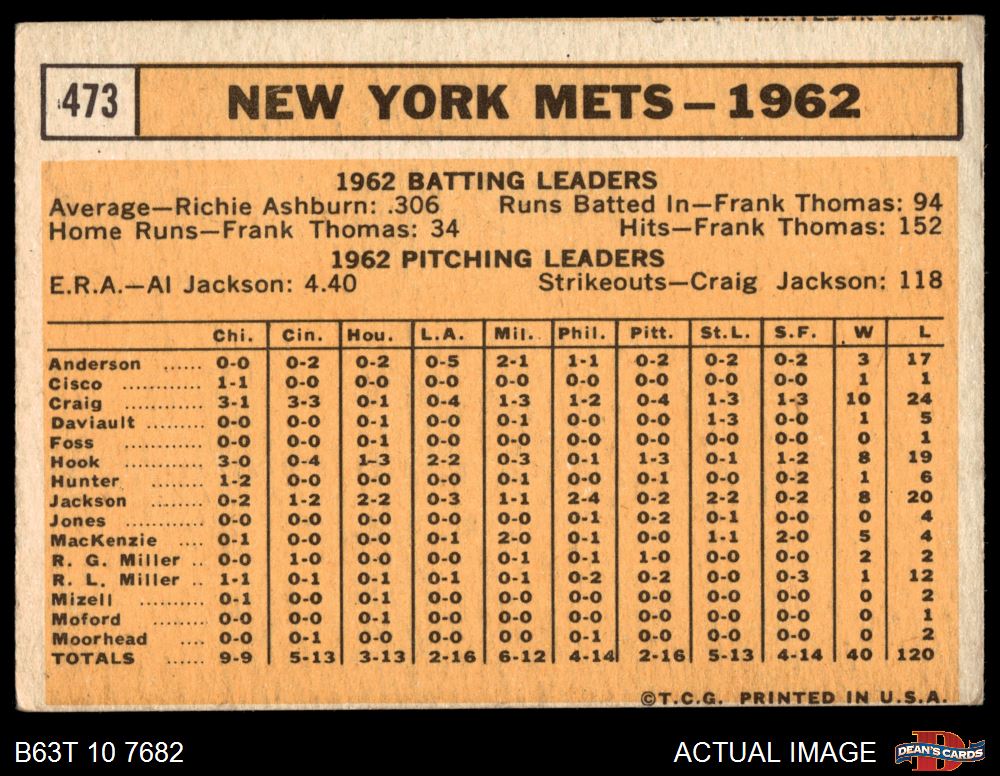 473 NEW YORK METS – 1962
1962 BATTING LEADERS
Average—Richie Ashburn: .306 Runs Batted In—Frank Thomas: 94
Home Runs—Frank Thomas: 34 Hits—Frank Thomas: 152
1962 PITCHING LEADERS
E.R.A.—Al Jackson: 4.40 Strikeouts—Craig Jackson: 118
Chi. Cin. Hou. L.A. Mil. Phil. Pitt. St.L. S.F. W L
Anderson ...... 0-0 0-2 0-2 0-5 2-1 1-1 0-2 0-2 0-2 3 17
Cisco ............ 1-1 0-0 0-0 0-0 0-0 0-0 0-0 0-0 0-0 1 1
Craig ............ 3-1 3-3 0-1 0-4 1-3 1-2 0-4 1-3 1-3 10 24
Daviault ......... 0-0 0-0 0-1 0-0 0-1 0-0 0-0 1-3 0-0 1 5
Foss ............ 0-0 0-0 0-1 0-0 0-0 0-0 0-0 0-0 0-0 0 1
Hook ............ 3-0 0-4 1-3 2-2 0-3 0-1 1-3 0-1 1-2 8 19
Hunter .......... 1-2 0-0 0-0 0-0 0-1 0-0 0-1 0-0 0-2 1 6
Jackson ........ 0-2 1-2 2-2 0-3 1-1 2-4 0-2 2-2 0-2 8 20
Jones ............ 0-0 0-0 0-0 0-0 0-0 0-1 0-2 0-1 0-0 0 4
MacKenzie .... 0-1 0-0 0-0 0-1 2-0 0-1 0-0 1-1 2-0 5 4
R. G. Miller .. 0-0 1-0 0-0 0-0 0-1 0-1 1-0 0-0 0-0 2 2
R. L. Miller .. 1-1 0-1 0-1 0-1 0-1 0-2 0-2 0-0 0-3 1 12
Mizell .......... 0-1 0-0 0-0 0-0 0-1 0-0 0-0 0-0 0-0 0 2
Moford ......... 0-0 0-0 0-1 0-0 0-0 0-0 0-0 0-0 0-0 0 1
Moorhead .... 0-0 0-1 0-0 0-0 0 0 0-1 0-0 0-0 0-0 0 2
TOTALS ...... 9-9 5-13 3-13 2-16 6-12 4-14 2-16 5-13 4-14 40 120
©T.C.G. PRINTED IN U.S.A.
B63T 10 7682 ACTUAL IMAGE DEAN'S CARDS